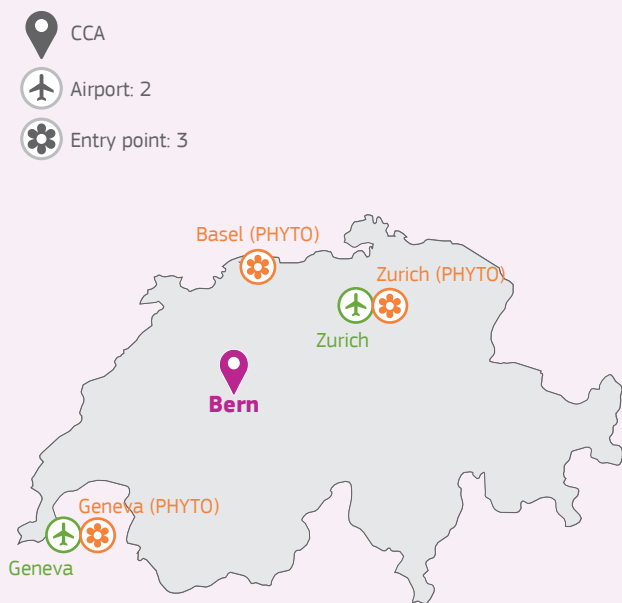 CCA
Airport: 2
Entry point: 3
Basel (PHYTO)
Zurich (PHYTO)
Zurich
Bern
Geneva (PHYTO)
Geneva